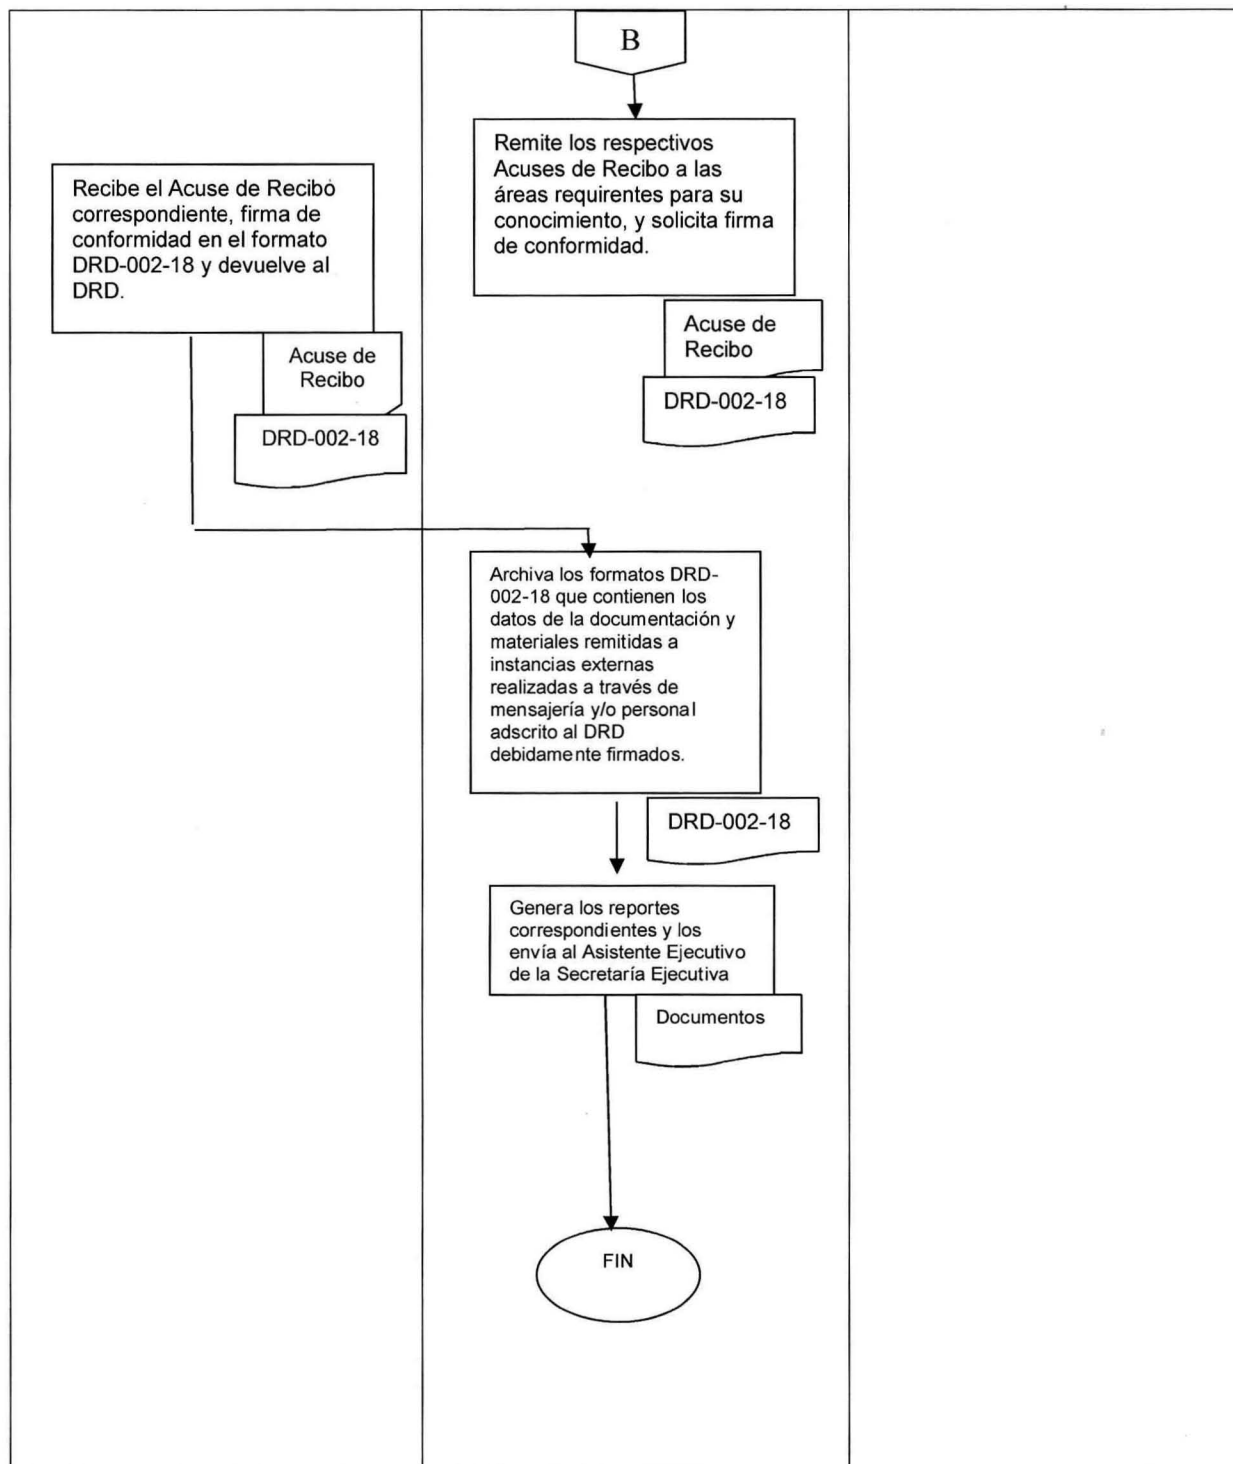 B
Remite los respectivos
Acuses de Recibo a las
áreas requirentes para su
conocimiento, y solicita firma
de conformidad.
Acuse de
Recibo
DRD-002-18
Recibe el Acuse de Recibo
correspondiente, firma de
conformidad en el formato
DRD-002-18 y devuelve al
DRD.
Acuse de
Recibo
DRD-002-18
Archiva los formatos DRD-
002-18 que contienen los
datos de la documentación y
materiales remitidas a
instancias externas
realizadas a través de
mensajería y/o personal
adscrito al DRD
debidamente firmados.
DRD-002-18
Genera los reportes
correspondientes y los
envía al Asistente Ejecutivo
de la Secretaría Ejecutiva
Documentos
FIN